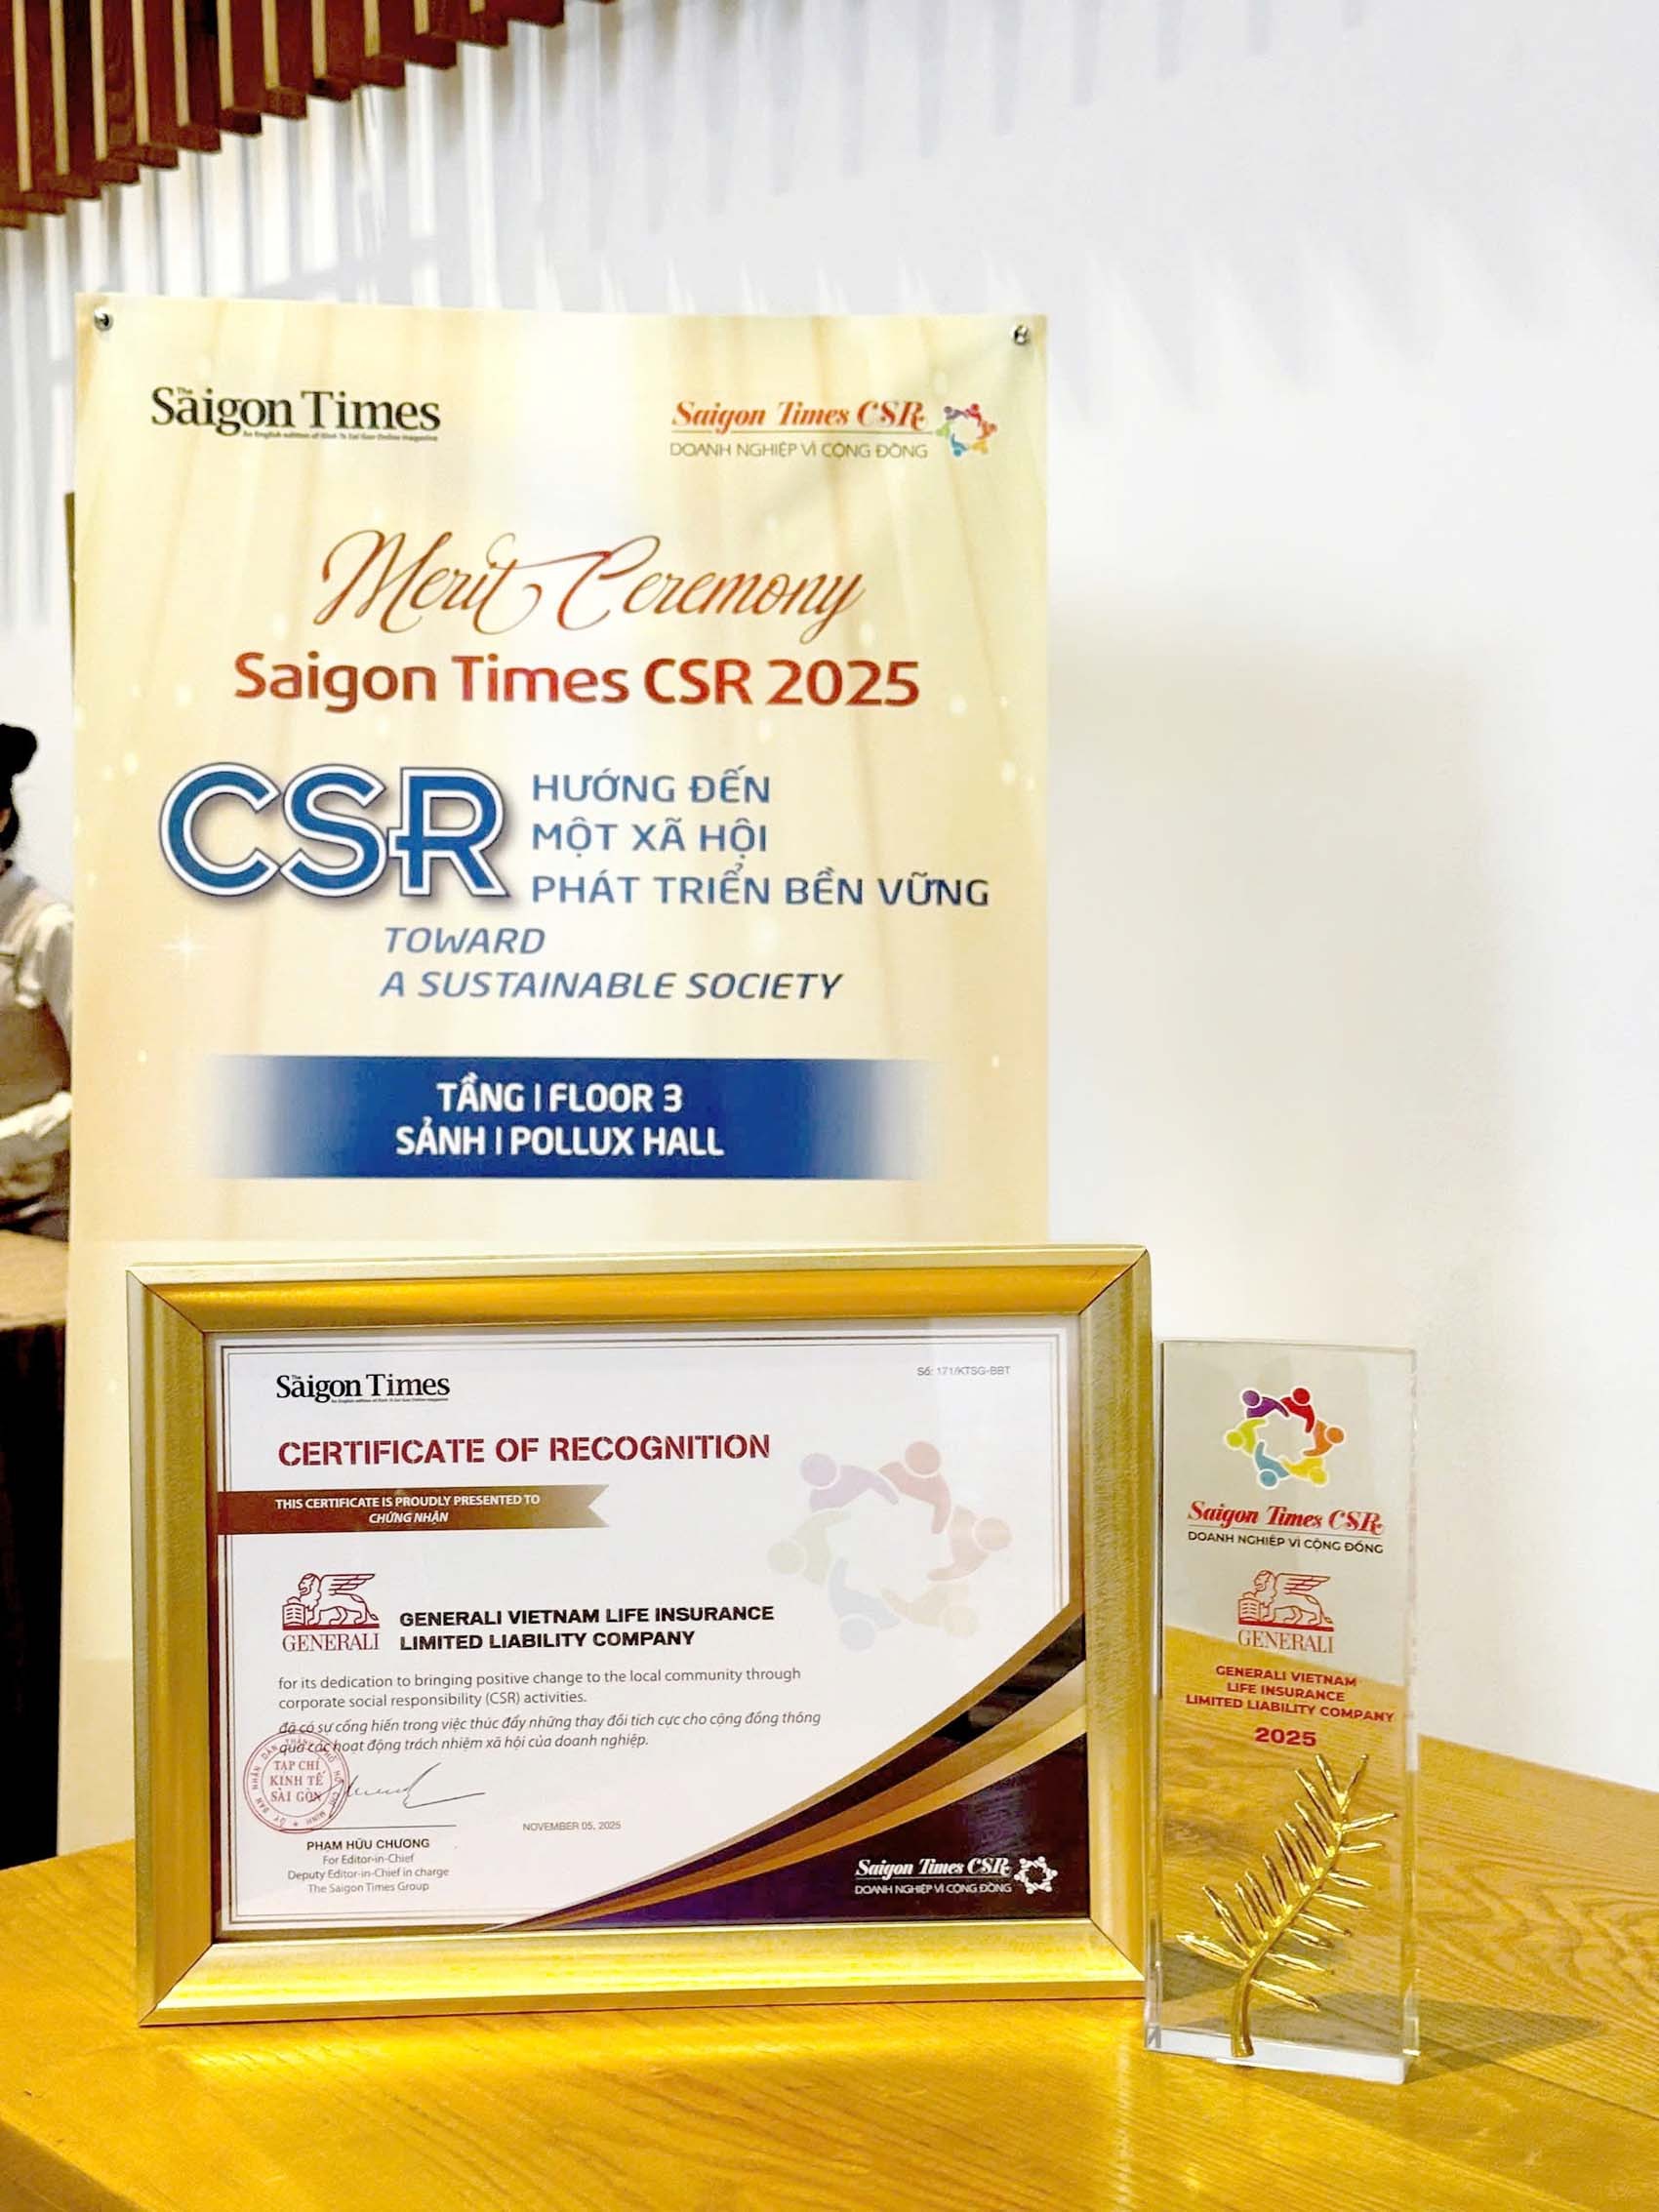 The Saigon Times
Saigon Times CSR
DOANH NGHIỆP VÌ CỘNG ĐỒNG
Merit Ceremony
Saigon Times CSR 2025
CSR HƯỚNG ĐẾN
MỘT XÃ HỘI
PHÁT TRIỂN BỀN VỮNG
TOWARD
A SUSTAINABLE SOCIETY
TẦNG | FLOOR 3
SẢNH | POLLUX HALL
The Saigon Times
Số: 171/KTSG-BBT
CERTIFICATE OF RECOGNITION
THIS CERTIFICATE IS PROUDLY PRESENTED TO
CHỨNG NHẬN
GENERALI
GENERALI VIETNAM LIFE INSURANCE
LIMITED LIABILITY COMPANY
for its dedication to bringing positive change to the local community through
corporate social responsibility (CSR) activities.
đã có sự cống hiến trong việc thúc đẩy những thay đổi tích cực cho cộng đồng thông
qua các hoạt động trách nhiệm xã hội của doanh nghiệp.
TẠP CHÍ
KINH TẾ
SÀI GÒN
NOVEMBER 05, 2025
PHẠM HỮU CHƯƠNG
For Editor-in-Chief
Deputy Editor-in-Chief in charge
The Saigon Times Group
Saigon Times CSR
DOANH NGHIỆP VÌ CỘNG ĐỒNG
Saigon Times CSR
DOANH NGHIỆP VÌ CỘNG ĐỒNG
GENERALI
GENERALI VIETNAM
LIFE INSURANCE
LIMITED LIABILITY COMPANY
2025